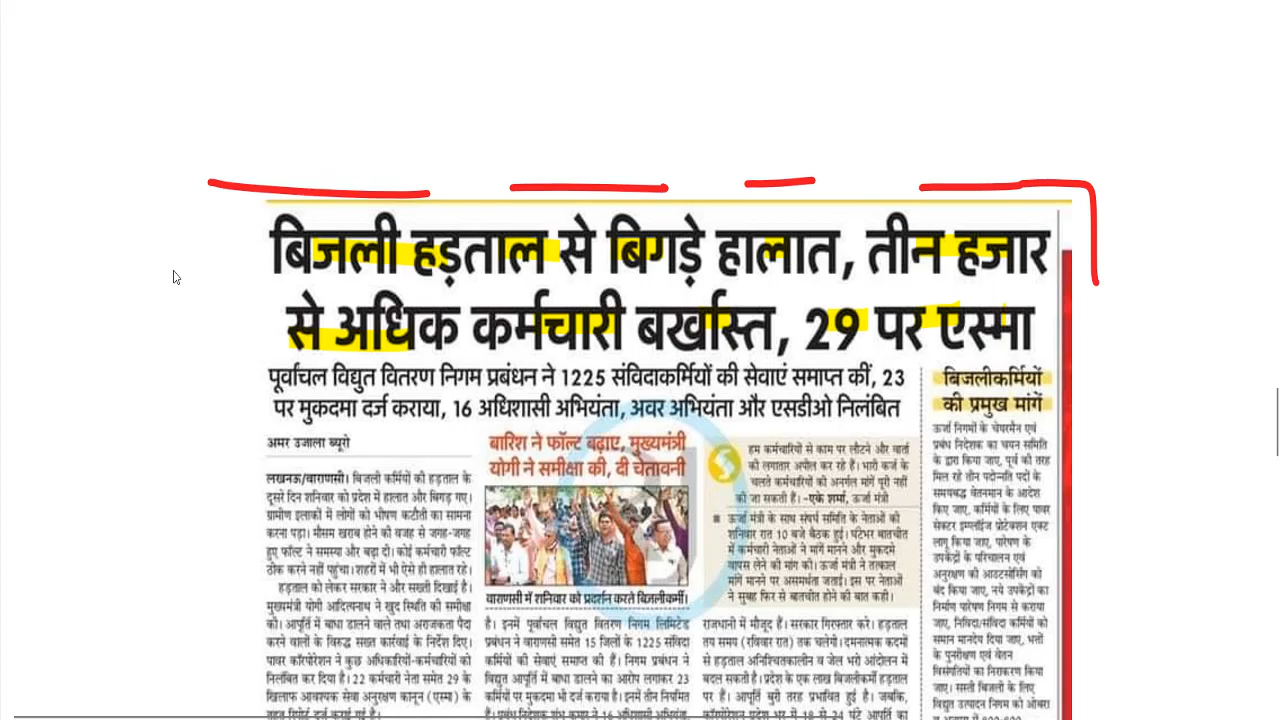 बिजली हड़ताल से बिगड़े हालात, तीन हजार
से अधिक कर्मचारी बर्खास्त, 29 पर एस्मा
पूर्वांचल विद्युत वितरण निगम प्रबंधन ने 1225 संविदाकर्मियों की सेवाएं समाप्त कीं, 23
पर मुकदमा दर्ज कराया, 16 अधिशासी अभियंता, अवर अभियंता और एसडीओ निलंबित
अमर उजाला ब्यूरो
लखनऊ/वाराणसी। बिजली कर्मियों की हड़ताल के
दूसरे दिन शनिवार को प्रदेश में हालात और बिगड़ गए।
ग्रामीण इलाकों में लोगों को भीषण कटौती का सामना
करना पड़ा। मौसम खराब होने की वजह से जगह-जगह
हुए फॉल्ट ने समस्या और बढ़ा दी। कोई कर्मचारी फॉल्ट
ठीक करने नहीं पहुंचा। शहरों में भी ऐसे ही हालात रहे।
हड़ताल को लेकर सरकार ने और सख्ती दिखाई है।
मुख्यमंत्री योगी आदित्यनाथ ने खुद स्थिति की समीक्षा
की। आपूर्ति में बाधा डालने वाले तथा अराजकता पैदा
करने वालों के विरुद्ध सख्त कार्रवाई के निर्देश दिए।
पावर कॉरपोरेशन ने कुछ अधिकारियों-कर्मचारियों को
निलंबित कर दिया है। 22 कर्मचारी नेता समेत 29 के
खिलाफ आवश्यक सेवा अनुरक्षण कानून (एस्मा) के
तहत रिपोर्ट दर्ज कराई गई है।
बारिश ने फॉल्ट बढ़ाए, मुख्यमंत्री
योगी ने समीक्षा की, दी चेतावनी
वाराणसी में शनिवार को प्रदर्शन करते बिजलीकर्मी।
है। इनमें पूर्वांचल विद्युत वितरण निगम लिमिटेड
प्रबंधन ने वाराणसी समेत 15 जिलों के 1225 संविदा
कर्मियों की सेवाएं समाप्त की हैं। निगम प्रबंधन ने
विद्युत आपूर्ति में बाधा डालने का आरोप लगाकर 23
कर्मियों पर मुकदमा भी दर्ज कराया है। इनमें तीन नियमित
हम कर्मचारियों से काम पर लौटने और वार्ता
की लगातार अपील कर रहे हैं। भारी कर्ज के
चलते कर्मचारियों की अनर्गल मांगें पूरी नहीं
की जा सकती हैं। -एके शर्मा, ऊर्जा मंत्री
■ ऊर्जा मंत्री के साथ संघर्ष समिति के नेताओं की
शनिवार रात 10 बजे बैठक हुई। घंटेभर बातचीत
में कर्मचारी नेताओं ने मांगें मानने और मुकदमे
वापस लेने की मांग की। ऊर्जा मंत्री ने तत्काल
मांगें मानने पर असमर्थता जताई। इस पर नेताओं
ने सुबह फिर से बातचीत होने की बात कही।
राजधानी में मौजूद हैं। सरकार गिरफ्तार करे। हड़ताल
तय समय (रविवार रात) तक चलेगी। दमनात्मक कदमों
से हड़ताल अनिश्चितकालीन व जेल भरो आंदोलन में
बदल सकती है। प्रदेश के एक लाख बिजलीकर्मी हड़ताल
पर हैं। आपूर्ति बुरी तरह प्रभावित हुई है। जबकि,
बिजलीकर्मियों
की प्रमुख मांगें
ऊर्जा निगमों के चेयरमैन एवं
प्रबंध निदेशक का चयन समिति
के द्वारा किया जाए, पूर्व की तरह
मिल रहे तीन पदोन्नति पदों के
समयबद्ध वेतनमान के आदेश
किए जाए, कर्मियों के लिए पावर
सेक्टर इम्प्लॉइज प्रोटेक्शन एक्ट
लागू किया जाए, पारेषण के
उपकेंद्रों के परिचालन एवं
अनुरक्षण की आउटसोर्सिंग को
बंद किया जाए, नये उपकेंद्रों का
निर्माण पारेषण निगम से कराया
जाए, निविदा/संविदा कर्मियों को
समान मानदेय दिया जाए, भत्तों
के पुनरीक्षण एवं वेतन
विसंगतियों का निराकरण किया
जाए। सस्ती बिजली के लिए
विद्युत उत्पादन निगम को ओबरा